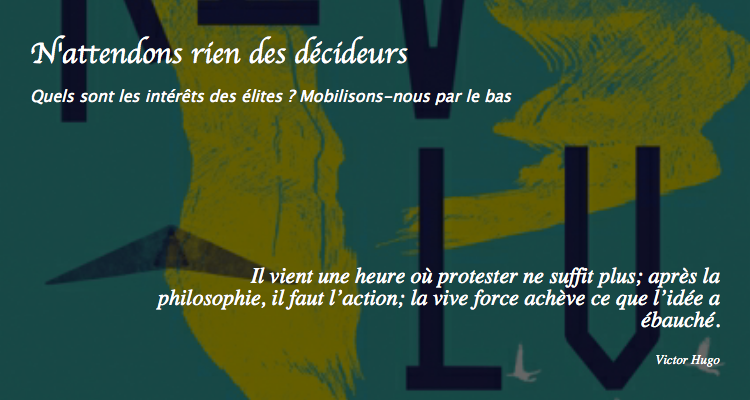 N'attendons rien des décideurs
Quels sont les intérêts des élites ? Mobilisons-nous par le bas
Il vient une heure où protester ne suffit plus; après la
philosophie, il faut l’action; la vive force achève ce que l’idée a
ébauché.
Victor Hugo